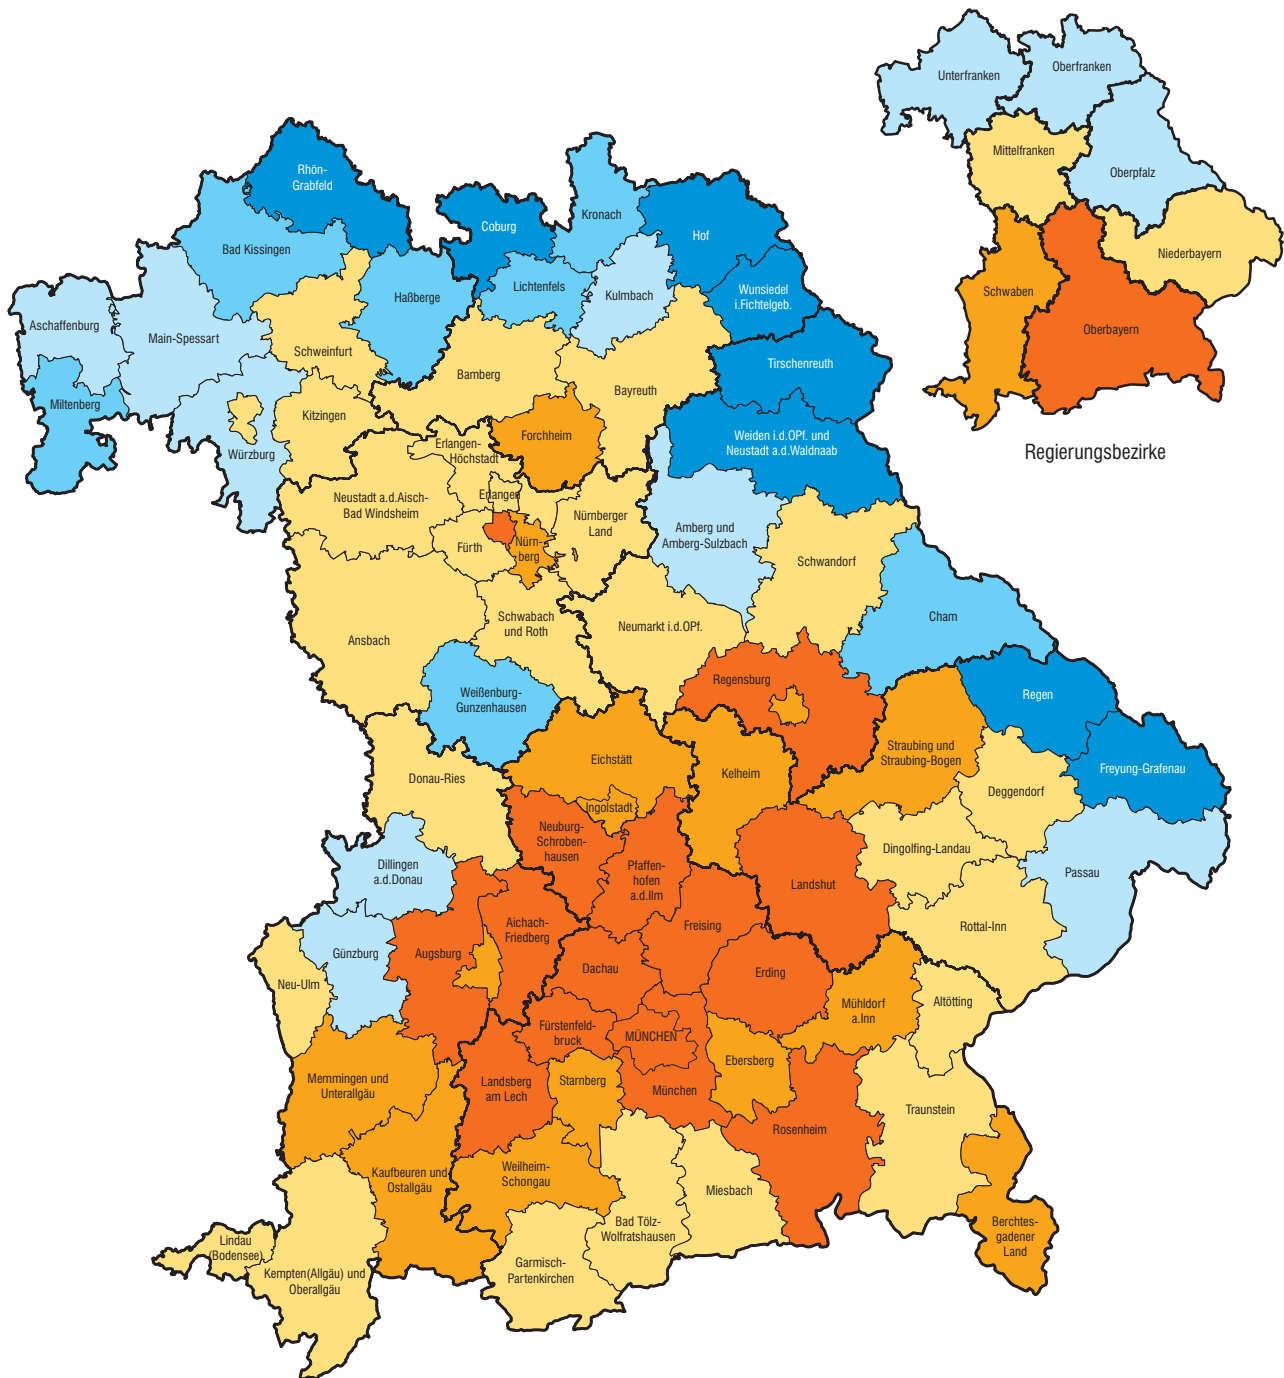 Unterfranken
Oberfranken
Mittelfranken
Oberpfalz
Niederbayern
Schwaben
Oberbayern
Regierungsbezirke
Rhön-
Grabfeld
Coburg
Kronach
Hof
Bad Kissingen
Lichtenfels
Kulmbach
Wunsiedel
i.Fichtelgeb.
Haßberge
Aschaffenburg
Main-Spessart
Schweinfurt
Bamberg
Bayreuth
Tirschenreuth
Miltenberg
Kitzingen
Würzburg
Forchheim
Erlangen-
Höchstadt
Weiden i.d.OPf. und
Neustadt a.d.Waldnaab
Neustadt a.d.Aisch-
Bad Windsheim
Erlangen
Nürnberger
Land
Amberg und
Amberg-Sulzbach
Fürth
Nürn-
berg
Schwandorf
Ansbach
Schwabach
und Roth
Neumarkt i.d.OPf.
Cham
Weißenburg-
Gunzenhausen
Regensburg
Regen
Eichstätt
Kelheim
Straubing und
Straubing-Bogen
Freyung-Grafenau
Donau-Ries
Ingolstadt
Deggendorf
Neuburg-
Schroben-
hausen
Pfaffen-
hofen
a.d.Ilm
Dingolfing-Landau
Dillingen
a.d.Donau
Landshut
Passau
Aichach-
Friedberg
Freising
Rottal-Inn
Günzburg
Augsburg
Dachau
Erding
Neu-Ulm
Mühldorf
a.Inn
Altötting
Fürstenfeld-
bruck
MÜNCHEN
Ebersberg
Memmingen und
Unterallgäu
Landsberg
am Lech
Starnberg
München
Traunstein
Rosenheim
Kaufbeuren und
Ostallgäu
Weilheim-
Schongau
Miesbach
Bad Tölz-
Wolfratshausen
Berchtes-
gadener
Land
Lindau
(Bodensee)
Kempten(Allgäu) und
Oberallgäu
Garmisch-
Partenkirchen